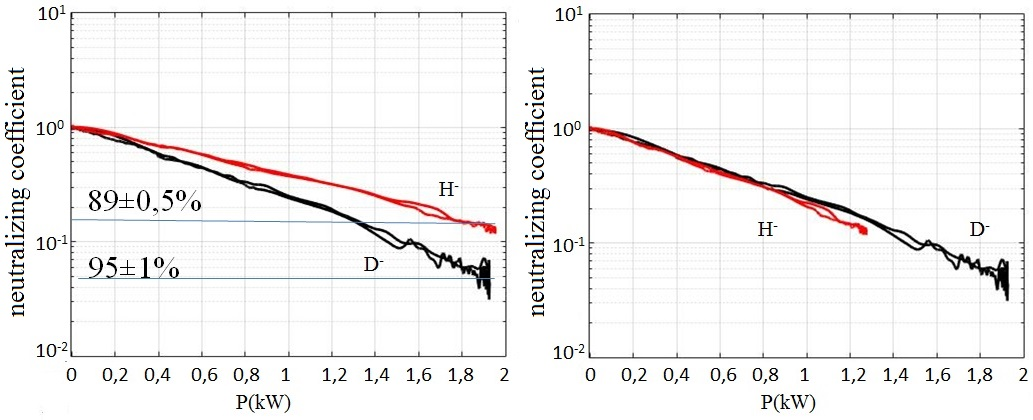 neutralizing coefficient
10¹
10⁰
10⁻¹
10⁻²
89±0,5%
95±1%
H⁻
D⁻
0 0,2 0,4 0,6 0,8 1 1,2 1,4 1,6 1,8 2
P(kW)
neutralizing coefficient
10¹
10⁰
10⁻¹
10⁻²
H⁻
D⁻
0 0,2 0,4 0,6 0,8 1 1,2 1,4 1,6 1,8 2
P(kW)